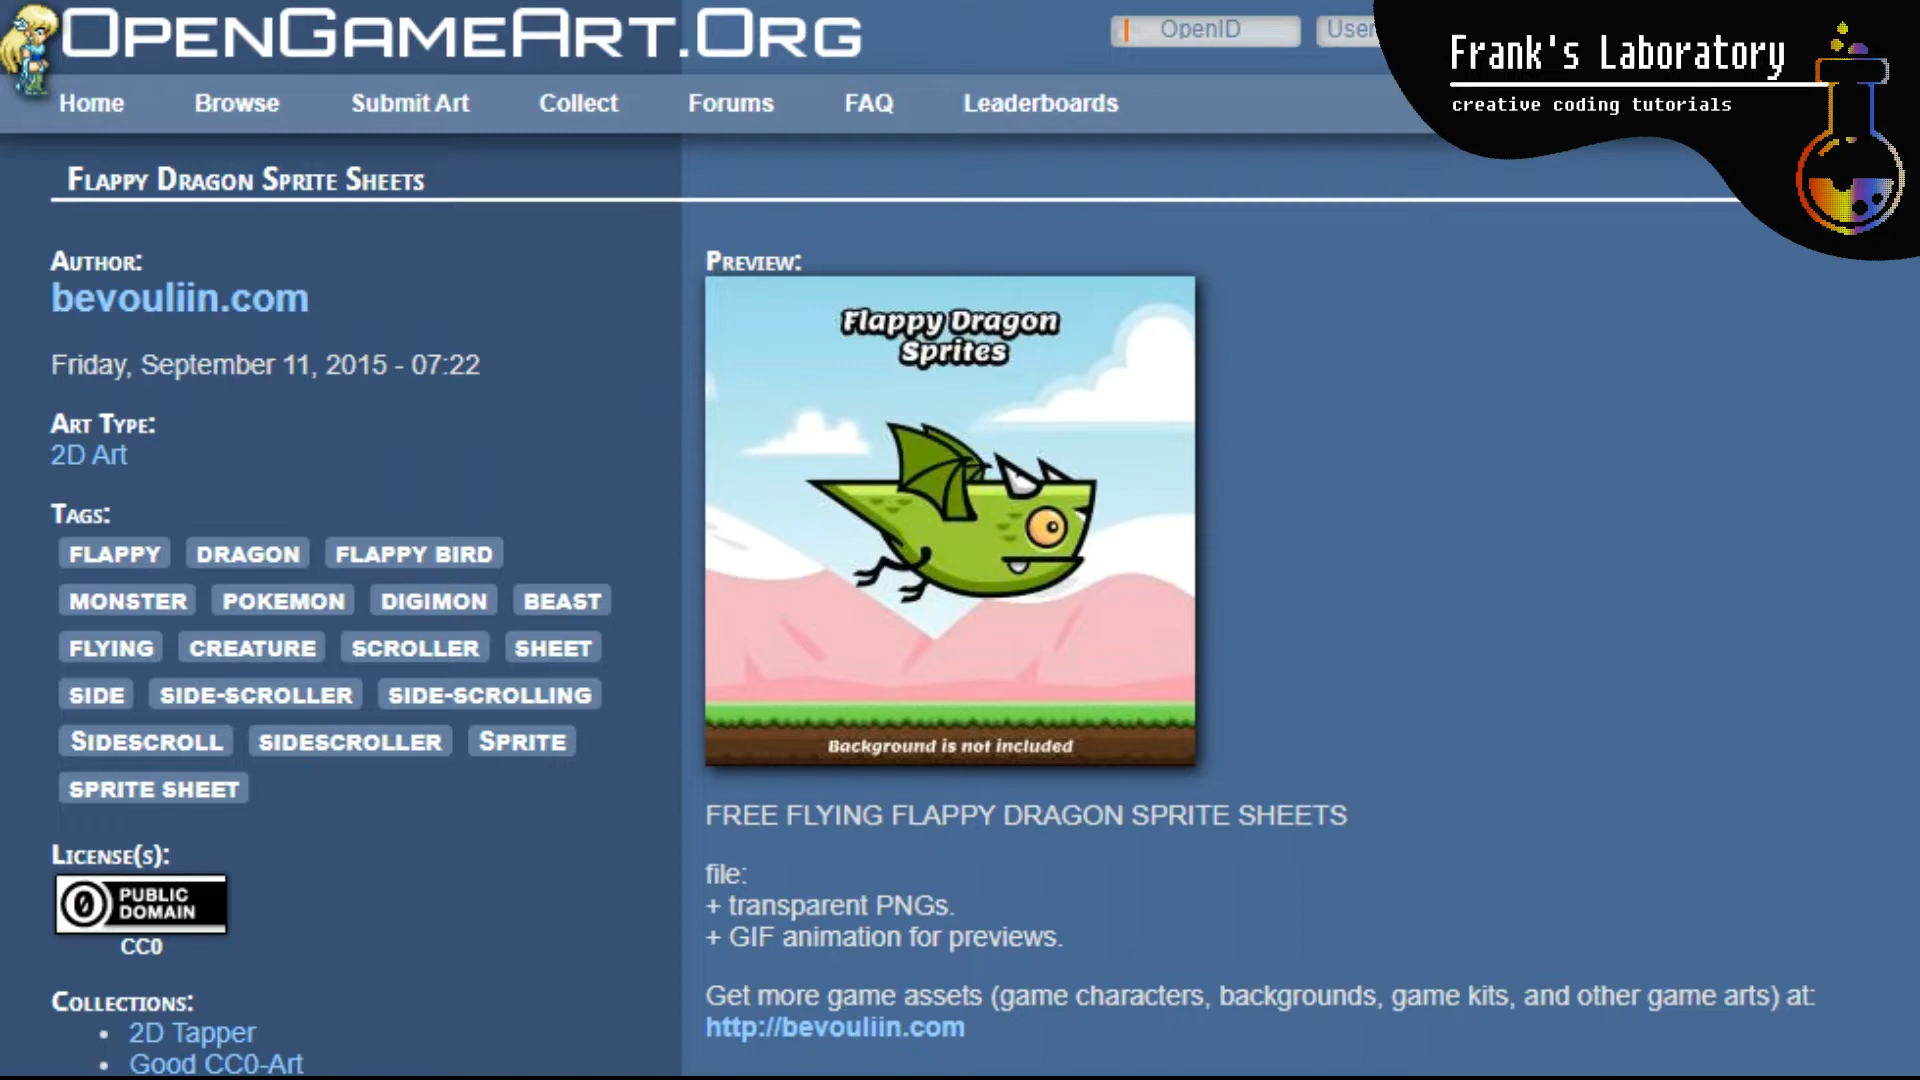 OpenGameArt.Org
OpenID
User
Frank's Laboratory
creative coding tutorials
Home Browse Submit Art Collect Forums FAQ Leaderboards
Flappy Dragon Sprite Sheets
Author:
bevouliin.com
Friday, September 11, 2015 - 07:22
Art Type:
2D Art
Tags:
FLAPPY DRAGON FLAPPY BIRD
MONSTER POKEMON DIGIMON BEAST
FLYING CREATURE SCROLLER SHEET
SIDE SIDE-SCROLLER SIDE-SCROLLING
Sidescroll SIDESCROLLER Sprite
SPRITE SHEET
License(s):
PUBLIC
DOMAIN
CC0
Collections:
• 2D Tapper
• Good CC0-Art
Preview:
Flappy Dragon
Sprites
Background is not included
FREE FLYING FLAPPY DRAGON SPRITE SHEETS
file:
+ transparent PNGs.
+ GIF animation for previews.
Get more game assets (game characters, backgrounds, game kits, and other game arts) at:
http://bevouliin.com